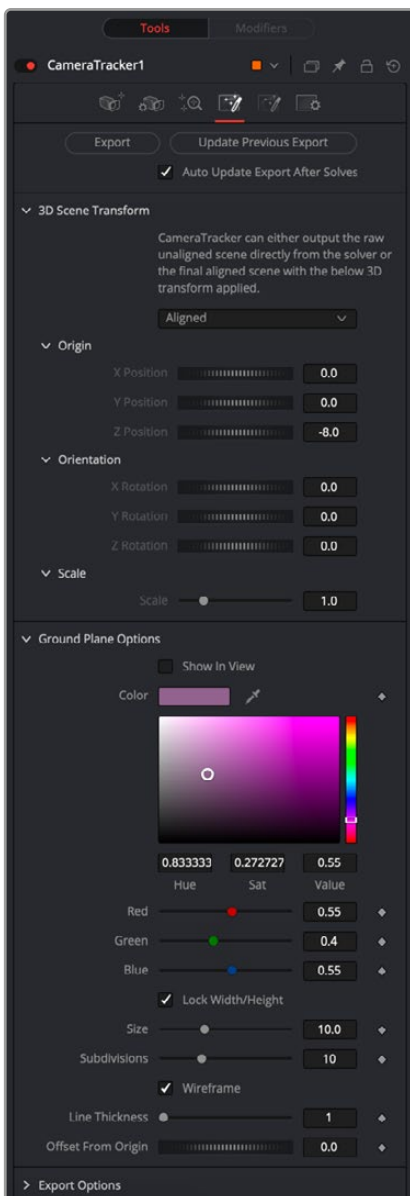 Tools Modifiers
CameraTracker1
Export Update Previous Export
Auto Update Export After Solves
3D Scene Transform
CameraTracker can either output the raw
unaligned scene directly from the solver or
the final aligned scene with the below 3D
transform applied.
Aligned
Origin
X Position 0.0
Y Position 0.0
Z Position -8.0
Orientation
X Rotation 0.0
Y Rotation 0.0
Z Rotation 0.0
Scale
Scale 1.0
Ground Plane Options
Show In View
Color
0.833333 0.272727 0.55
Hue Sat Value
Red 0.55
Green 0.4
Blue 0.55
Lock Width/Height
Size 10.0
Subdivisions 10
Wireframe
Line Thickness 1
Offset From Origin 0.0
Export Options